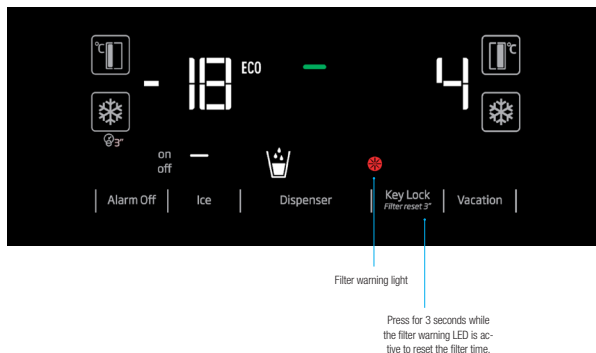 °C
°C
-18
ECO
4
3"
on
off
Alarm Off
Ice
Dispenser
Key Lock
Filter reset 3"
Vacation
Filter warning light
Press for 3 seconds while
the filter warning LED is ac-
tive to reset the filter time.